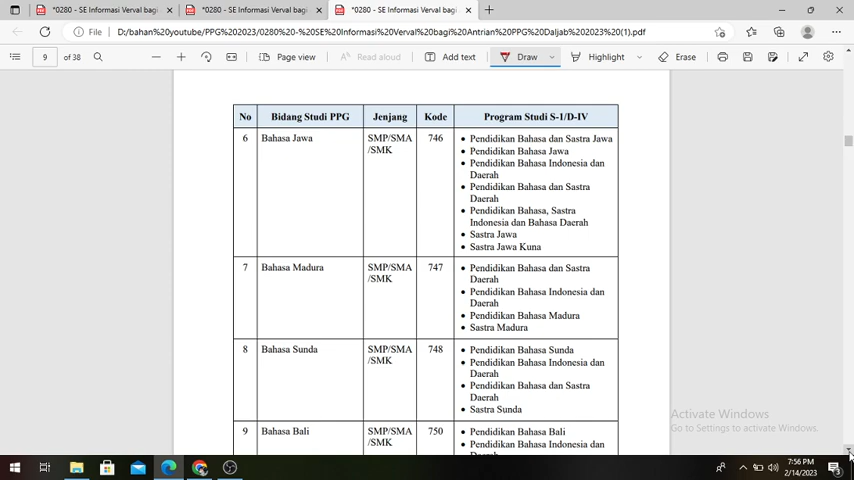 *0280 - SE Informasi Verval bagi
*0280 - SE Informasi Verval bagi
*0280 - SE Informasi Verval bagi
File
D:/bahan%20youtube/PPG%202023/0280%20-%20SE%20Informasi%20Verval%20bagi%20Antrian%20PPG%20Daljab%202023%20(1).pdf
9 of 38
Page view
Read aloud
Add text
Draw
Highlight
Erase
No Bidang Studi PPG Jenjang Kode Program Studi S-1/D-IV
6 Bahasa Jawa SMP/SMA 746 • Pendidikan Bahasa dan Sastra Jawa
/SMK • Pendidikan Bahasa Jawa
• Pendidikan Bahasa Indonesia dan
Daerah
• Pendidikan Bahasa dan Sastra
Daerah
• Pendidikan Bahasa, Sastra
Indonesia dan Bahasa Daerah
• Sastra Jawa
• Sastra Jawa Kuna
7 Bahasa Madura SMP/SMA 747 • Pendidikan Bahasa dan Sastra
/SMK Daerah
• Pendidikan Bahasa Indonesia dan
Daerah
• Pendidikan Bahasa Madura
• Sastra Madura
8 Bahasa Sunda SMP/SMA 748 • Pendidikan Bahasa Sunda
/SMK • Pendidikan Bahasa Indonesia dan
Daerah
• Pendidikan Bahasa dan Sastra
Daerah
• Sastra Sunda
9 Bahasa Bali SMP/SMA 750 • Pendidikan Bahasa Bali
/SMK • Pendidikan Bahasa Indonesia dan
Daerah
Activate Windows
Go to Settings to activate Windows.
7:56 PM
2/14/2023
3